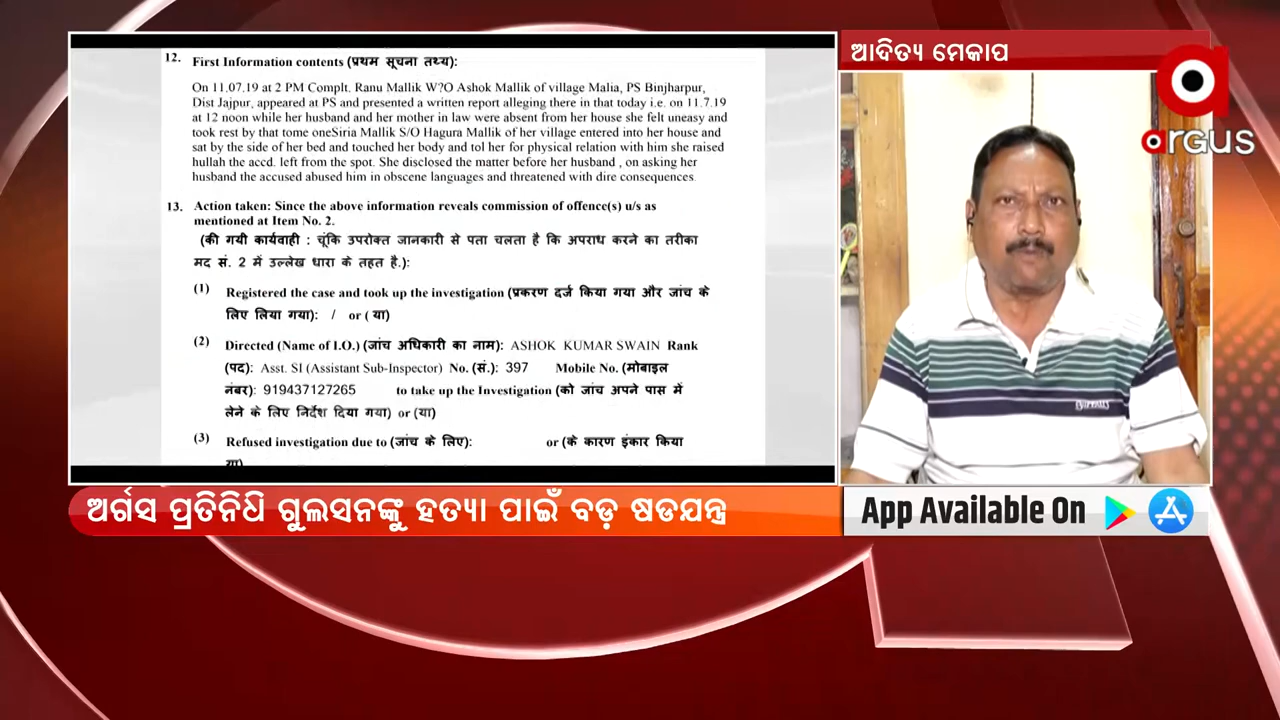 12. First Information contents (प्रथम सूचना तथ्य):
On 11.07.19 at 2 PM Complt. Ranu Mallik W?O Ashok Mallik of village Malia, PS Binjharpur,
Dist Jajpur, appeared at PS and presented a written report alleging there in that today i.e. on 11.7.19
at 12 noon while her husband and her mother in law were absent from her house she felt uneasy and
took rest by that tome oneSiria Mallik S/O Hagura Mallik of her village entered into her house and
sat by the side of her bed and touched her body and tol her for physical relation with him she raised
hullah the accd. left from the spot. She disclosed the matter before her husband , on asking her
husband the accused abused him in obscene languages and threatened with dire consequences.
13. Action taken: Since the above information reveals commission of offence(s) u/s as
mentioned at Item No. 2.
(की गयी कार्यवाही : चूंकि उपरोक्त जानकारी से पता चलता है कि अपराध करने का तरीका
मद सं. 2 में उल्लेख धारा के तहत है.):
(1) Registered the case and took up the investigation (प्रकरण दर्ज किया गया और जांच के
लिए लिया गया): / or ( या)
(2) Directed (Name of I.O.) (जांच अधिकारी का नाम): ASHOK KUMAR SWAIN Rank
(पद): Asst. SI (Assistant Sub-Inspector) No. (सं.): 397 Mobile No. (मोबाइल
नंबर): 919437127265 to take up the Investigation (को जांच अपने पास में
लेने के लिए निर्देश दिया गया) or (या)
(3) Refused investigation due to (जांच के लिए): or (के कारण इंकार किया
या)
ଆଦିତ୍ୟ ମେକାପ
argus
ଅର୍ଗସ ପ୍ରତିନିଧି ଗୁଲସନଙ୍କୁ ହତ୍ୟା ପାଇଁ ବଡ଼ ଷଡଯନ୍ତ୍ର
App Available On